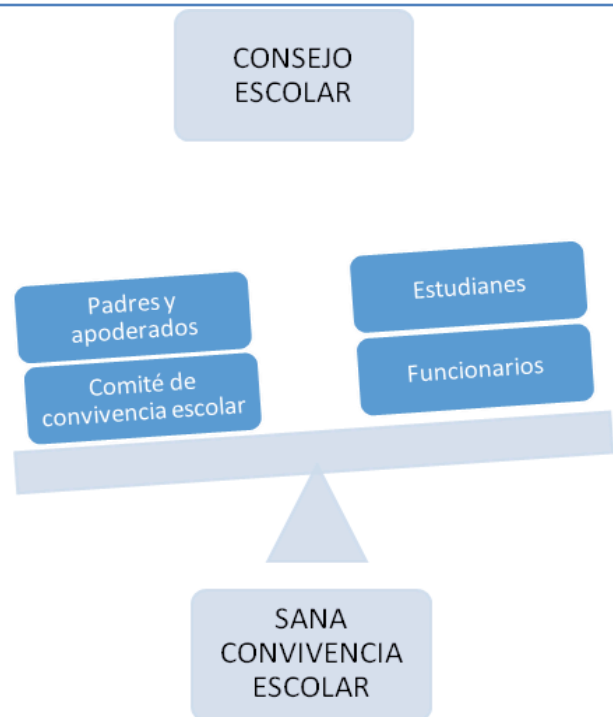 CONSEJO
ESCOLAR
Padres y
apoderados
Estudianes
Comité de
convivencia escolar
Funcionarios
SANA
CONVIVENCIA
ESCOLAR